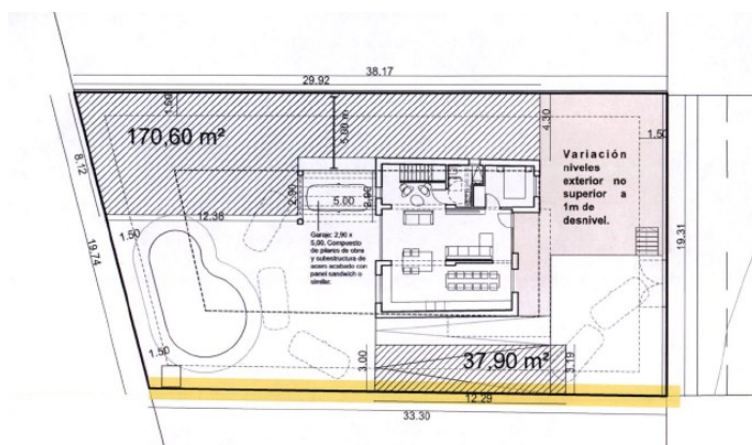 38.17
29.92
1.50
5.00 m.
4.30
1.50
170,60 m²
Variación
niveles
exterior no
superior a
1m de
desnivel.
8.12
2.90
2.90
5.00
12.38
Garaje: 2,90 x
5,00. Compuesto
de pilares de obra
y subestructura de
acero acabado con
panel sandwich o
similar.
1.50
19.74
19.31
1.50
3.00
37,90 m²
3.19
12.29
33.30